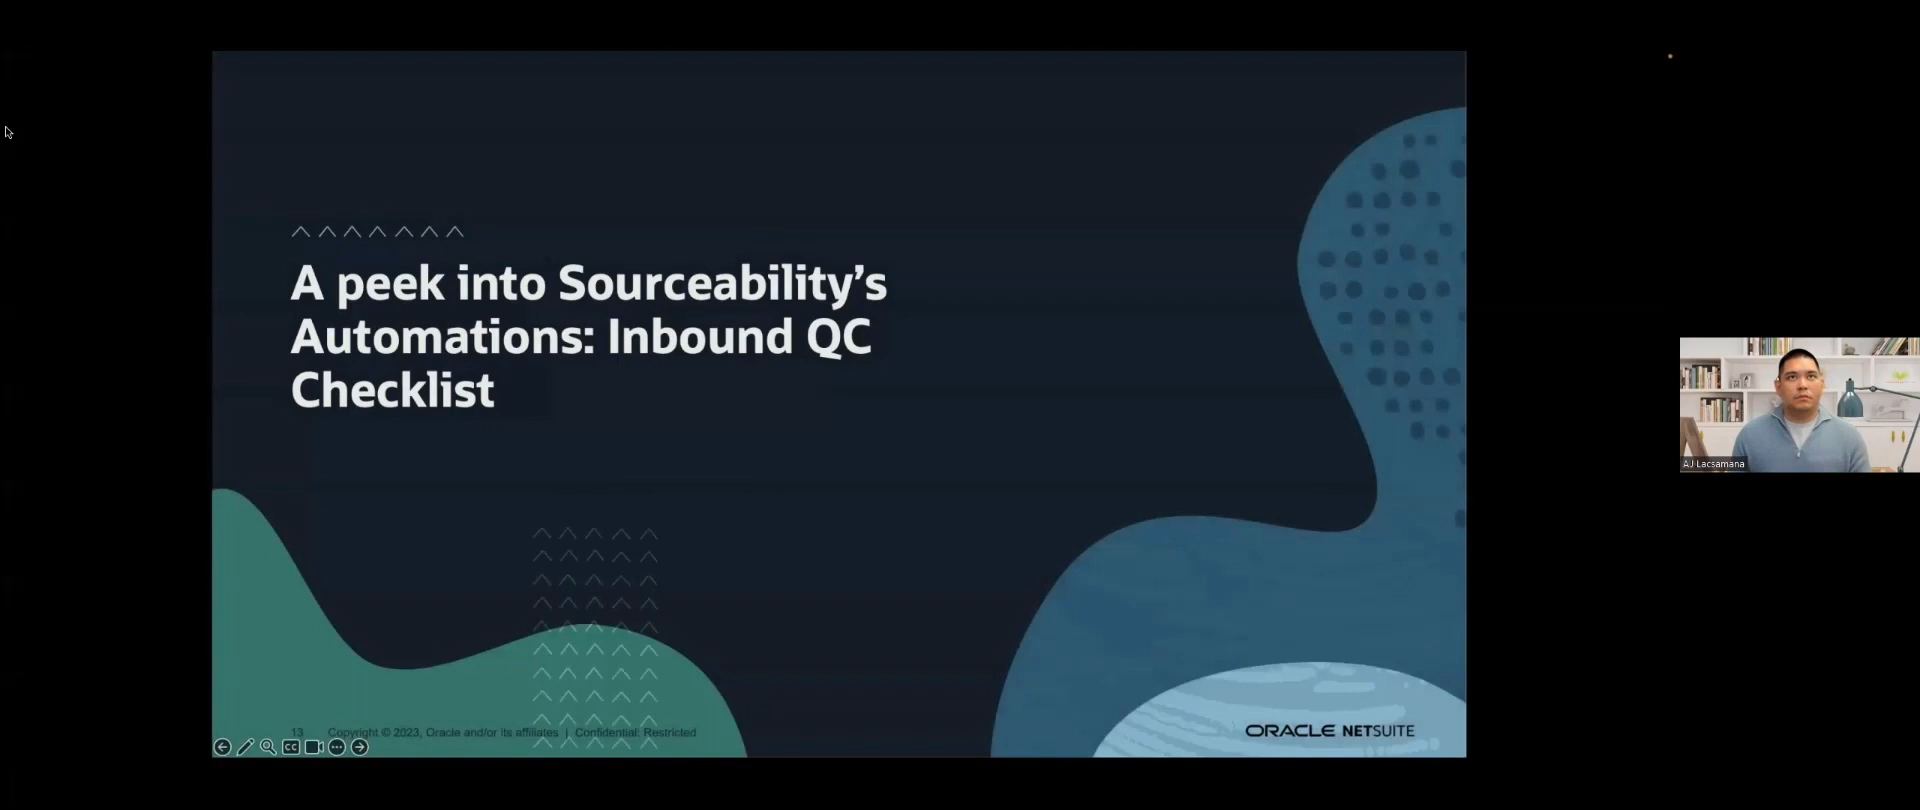 A peek into Sourceability's
Automations: Inbound QC
Checklist
AJ Lacsamana
13 Copyright © 2023, Oracle and/or its affiliates | Confidential: Restricted
ORACLE NETSUITE
CC